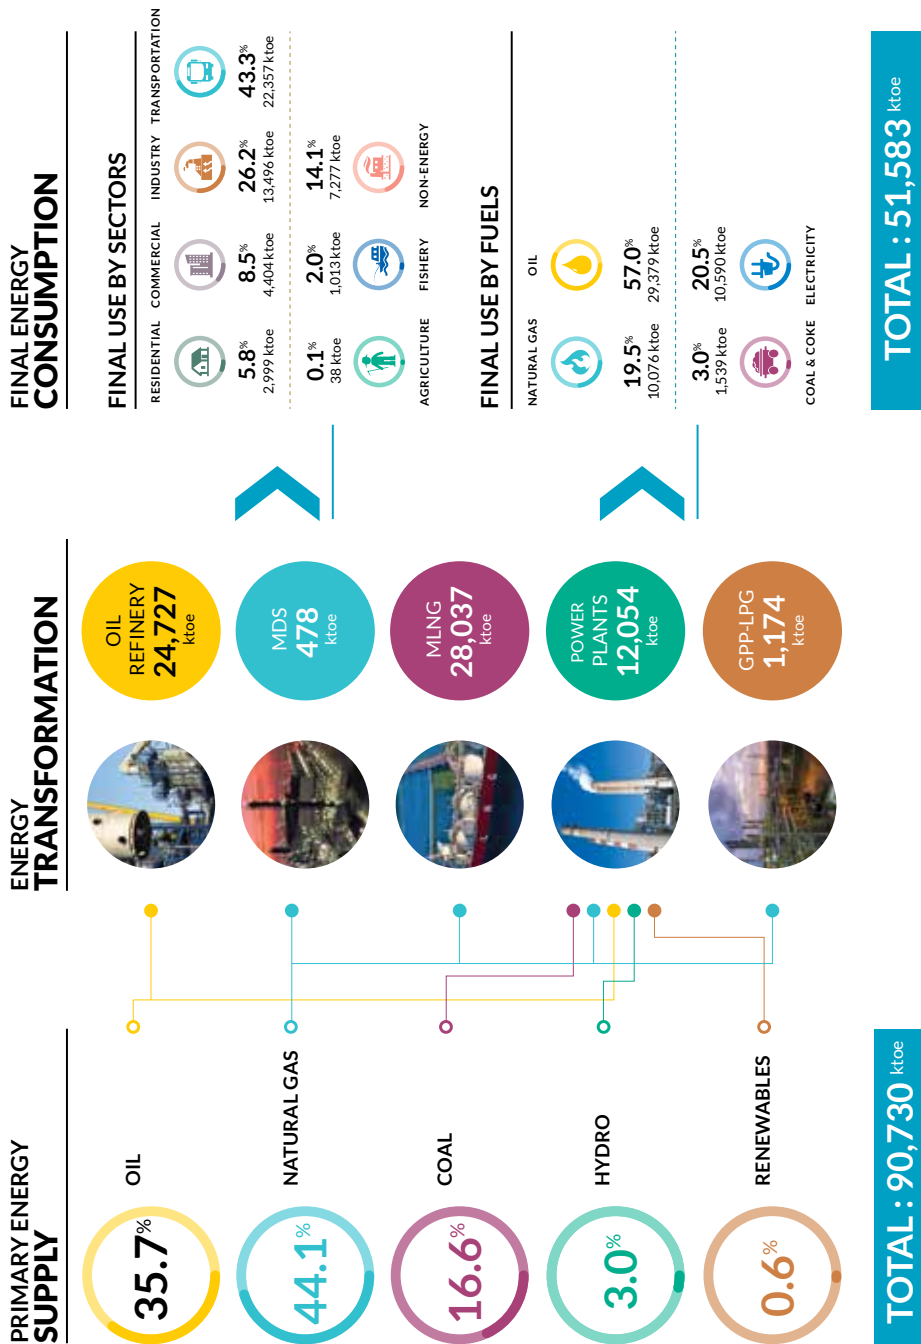 PRIMARY ENERGY
SUPPLY
35.7%
OIL
44.1%
NATURAL GAS
16.6%
COAL
3.0%
HYDRO
0.6%
RENEWABLES
TOTAL : 90,730 ktoe
ENERGY
TRANSFORMATION
OIL
REFINERY
24,727
ktoe
MDS
478
ktoe
MLNG
28,037
ktoe
POWER
PLANTS
12,054
ktoe
GPP-LPG
1,174
ktoe
FINAL ENERGY
CONSUMPTION
FINAL USE BY SECTORS
RESIDENTIAL COMMERCIAL INDUSTRY TRANSPORTATION
5.8% 8.5% 26.2% 43.3%
2,999 ktoe 4,404 ktoe 13,496 ktoe 22,357 ktoe
0.1% 2.0% 14.1%
38 ktoe 1,013 ktoe 7,277 ktoe
AGRICULTURE FISHERY NON-ENERGY
FINAL USE BY FUELS
NATURAL GAS OIL
19.5% 57.0%
10,076 ktoe 29,379 ktoe
3.0% 20.5%
1,539 ktoe 10,590 ktoe
COAL & COKE ELECTRICITY
TOTAL : 51,583 ktoe